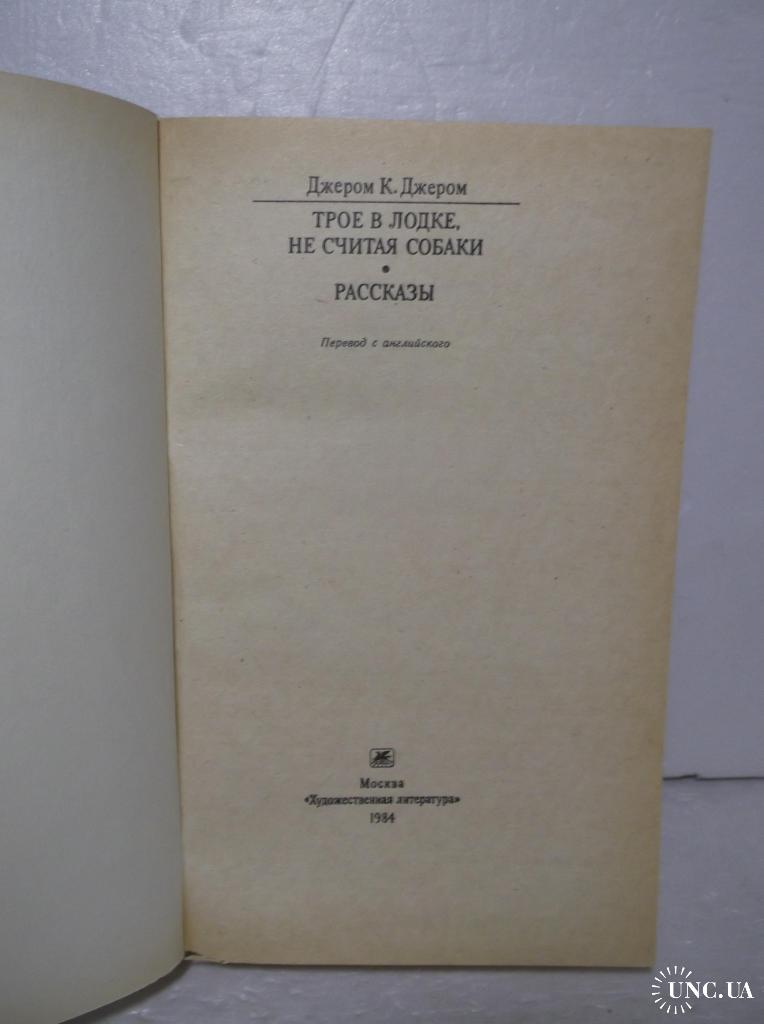 Джером К. Джером
ТРОЕ В ЛОДКЕ,
НЕ СЧИТАЯ СОБАКИ
•
РАССКАЗЫ
Перевод с английского
Москва
«Художественная литература»
1984
UNC.UA